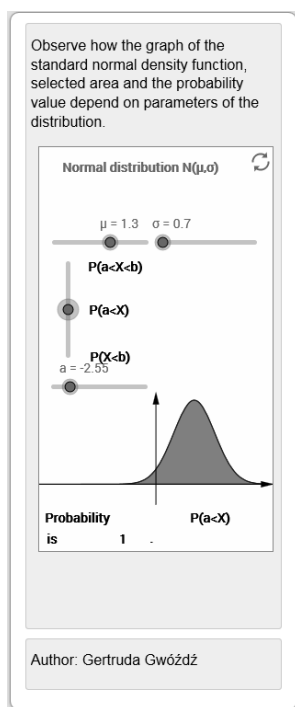 Observe how the graph of the
standard normal density function,
selected area and the probability
value depend on parameters of the
distribution.
Normal distribution N(μ,σ)
μ = 1.3 σ = 0.7
P(a<X<b)
P(a<X)
P(X<b)
a = -2.55
Probability P(a<X)
is 1 .
Author: Gertruda Gwóźdź